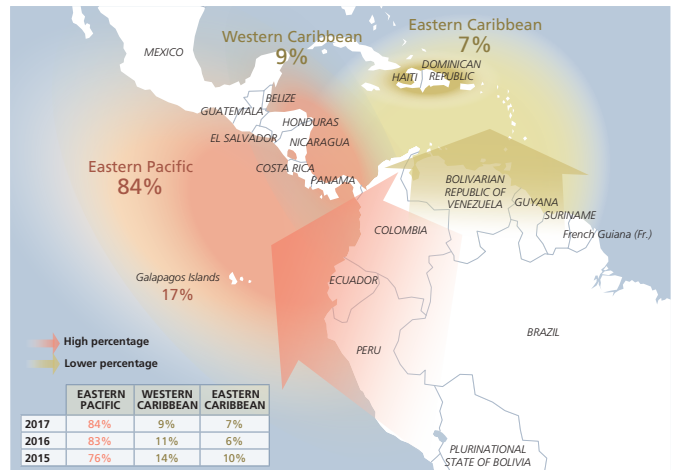 Eastern Caribbean
7%
Western Caribbean
9%
MEXICO
DOMINICAN
REPUBLIC
HAITI
BELIZE
GUATEMALA
HONDURAS
EL SALVADOR
NICARAGUA
Eastern Pacific
84%
COSTA RICA
PANAMA
BOLIVARIAN
REPUBLIC OF
VENEZUELA
GUYANA
SURINAME
French Guiana (Fr.)
COLOMBIA
Galapagos Islands
17%
ECUADOR
BRAZIL
PERU
High percentage
Lower percentage
EASTERN PACIFIC WESTERN CARIBBEAN EASTERN CARIBBEAN
2017 84% 9% 7%
2016 83% 11% 6%
2015 76% 14% 10%
PLURINATIONAL
STATE OF BOLIVIA